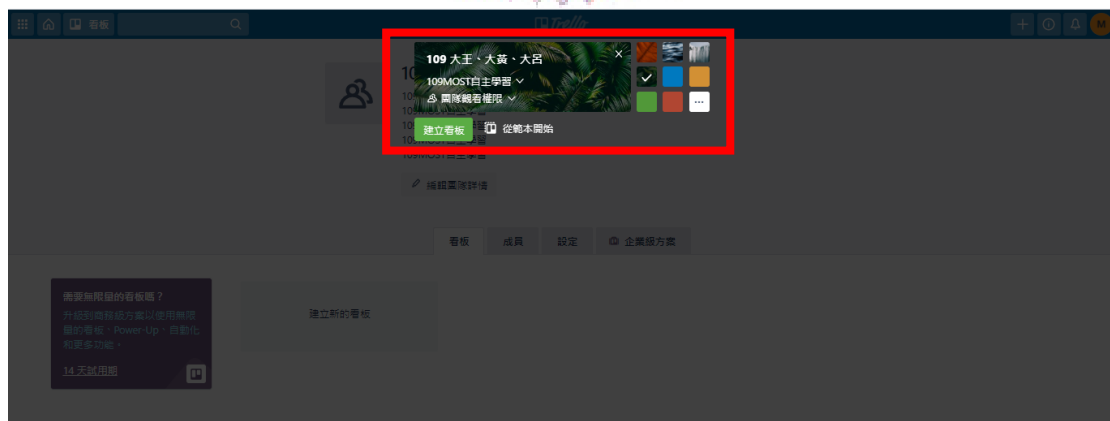 看板
Trello
M
109 大王、大黃、大呂
109MOST自主學習
團隊觀看權限
建立看板
從範本開始
109MOST自主學習
編輯團隊詳情
看板
成員
設定
企業級方案
需要無限量的看板嗎？
升級到商務級方案以使用無限
量的看板、Power-Up、自動化
和更多功能。
14 天試用期
建立新的看板